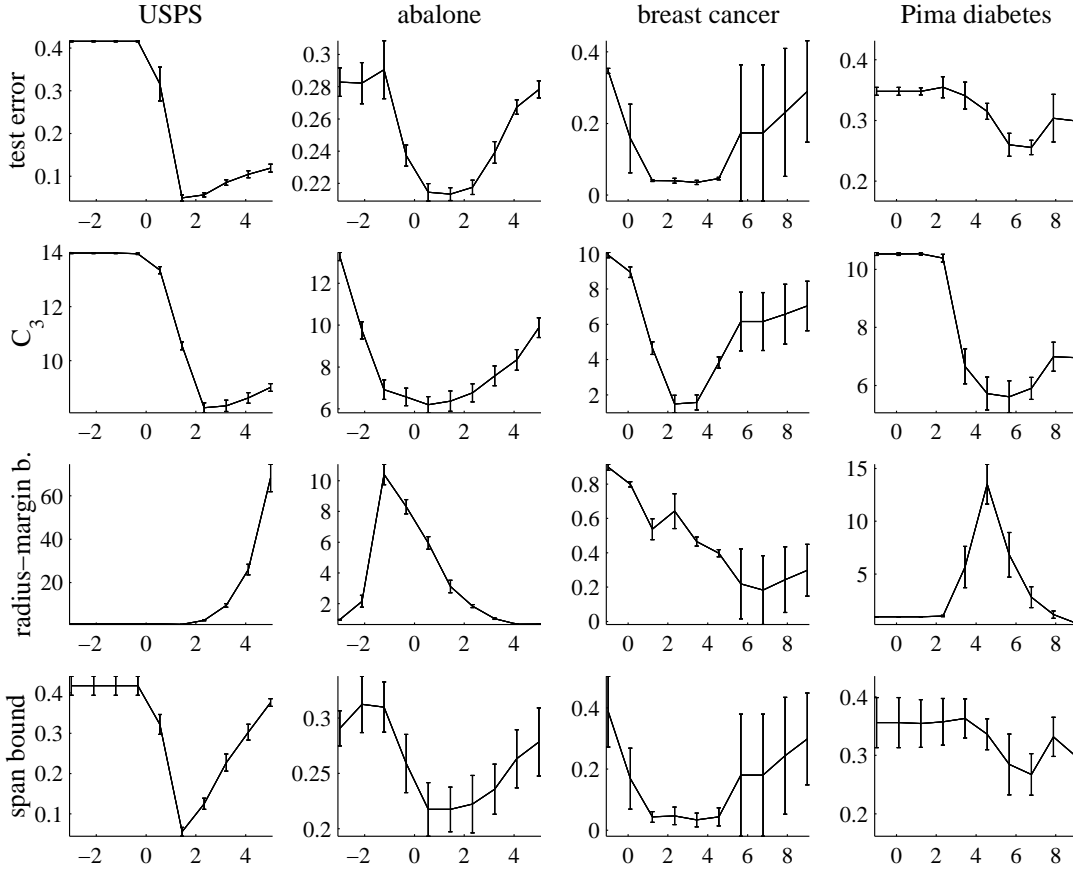 USPS abalone breast cancer Pima diabetes
test error
0.4 0.3 0.2 0.1
−2 0 2 4
0.3 0.28 0.26 0.24 0.22
−2 0 2 4
0.4 0.2 0
0 2 4 6 8
0.4 0.3 0.2
0 2 4 6 8
C3
14 12 10
−2 0 2 4
12 10 8 6
−2 0 2 4
10 8 6 4 2
0 2 4 6 8
10 8 6
0 2 4 6 8
radius−margin b.
60 40 20
−2 0 2 4
10 8 6 4 2
−2 0 2 4
0.8 0.6 0.4 0.2 0
0 2 4 6 8
15 10 5
0 2 4 6 8
span bound
0.4 0.3 0.2 0.1
−2 0 2 4
0.3 0.25 0.2
−2 0 2 4
0.4 0.2 0
0 2 4 6 8
0.4 0.3 0.2
0 2 4 6 8